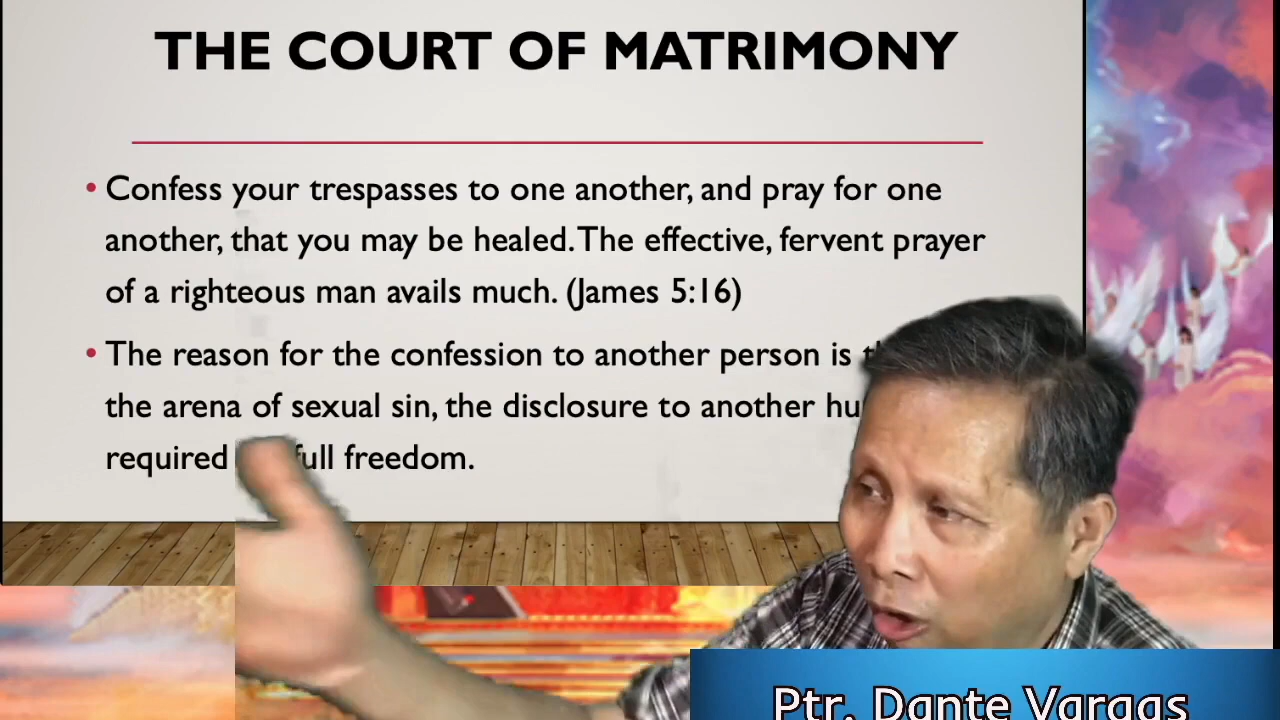 THE COURT OF MATRIMONY
• Confess your trespasses to one another, and pray for one
another, that you may be healed. The effective, fervent prayer
of a righteous man avails much. (James 5:16)
• The reason for the confession to another person is
the arena of sexual sin, the disclosure to another
required full freedom.
Ptr. Dante Vargas